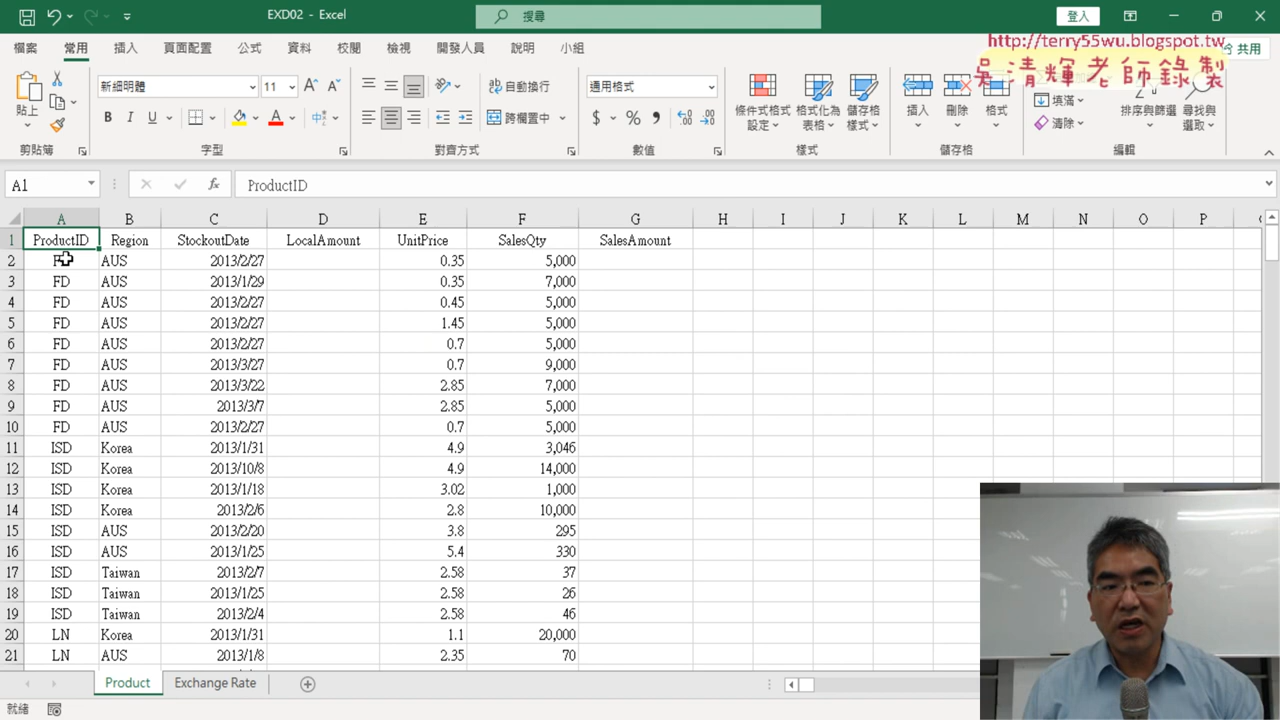 EXD02 - Excel
搜尋
登入
檔案 常用 插入 頁面配置 公式 資料 校閱 檢視 開發人員 說明 小組 共用
http://terry55wu.blogspot.tw
吳清輝老師錄製
貼上
新細明體 11
自動換行
通用格式
跨欄置中
條件式格式設定 格式化為表格 儲存格樣式
插入 刪除 格式
填滿
清除
排序與篩選 尋找與選取
剪貼簿 字型 對齊方式 數值 樣式 儲存格 編輯
A1 fx ProductID
A B C D E F G H I J K L M N O P
1 ProductID Region StockoutDate LocalAmount UnitPrice SalesQty SalesAmount
2 AUS 2013/2/27 0.35 5,000
3 FD AUS 2013/1/29 0.35 7,000
4 FD AUS 2013/2/27 0.45 5,000
5 FD AUS 2013/2/27 1.45 5,000
6 FD AUS 2013/2/27 0.7 5,000
7 FD AUS 2013/3/27 0.7 9,000
8 FD AUS 2013/3/22 2.85 7,000
9 FD AUS 2013/3/7 2.85 5,000
10 FD AUS 2013/2/27 0.7 5,000
11 ISD Korea 2013/1/31 4.9 3,046
12 ISD Korea 2013/10/8 4.9 14,000
13 ISD Korea 2013/1/18 3.02 1,000
14 ISD Korea 2013/2/6 2.8 10,000
15 ISD AUS 2013/2/20 3.8 295
16 ISD AUS 2013/1/25 5.4 330
17 ISD Taiwan 2013/2/7 2.58 37
18 ISD Taiwan 2013/1/25 2.58 26
19 ISD Taiwan 2013/2/4 2.58 46
20 LN Korea 2013/1/31 1.1 20,000
21 LN AUS 2013/1/8 2.35 70
Product Exchange Rate
就緒